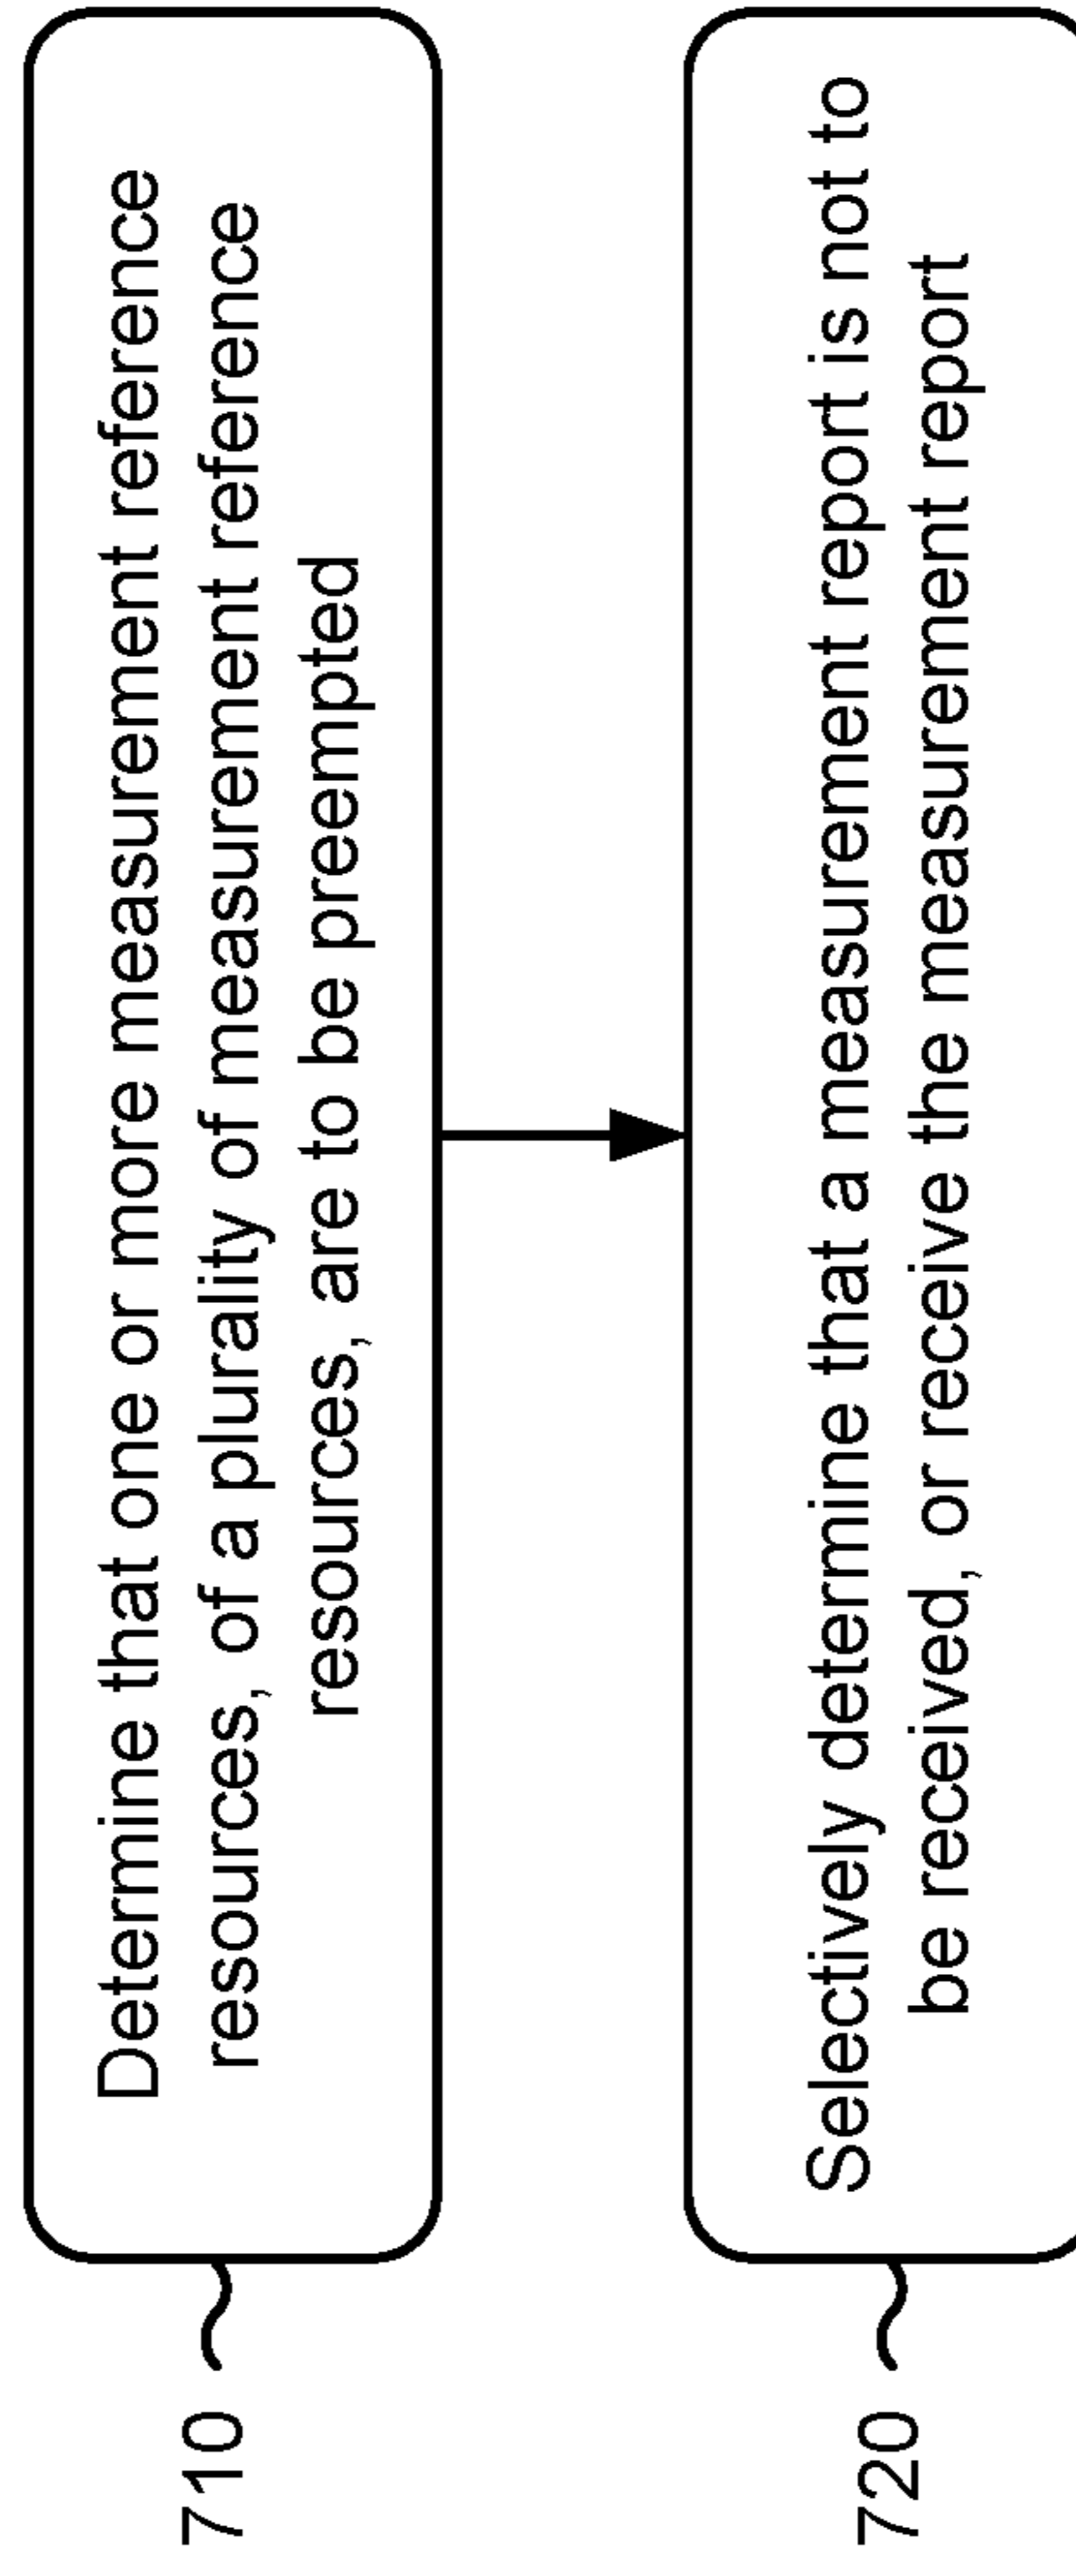 710
Determine that one or more measurement reference
resources, of a plurality of measurement reference
resources, are to be preempted
720
Selectively determine that a measurement report is not to
be received, or receive the measurement report